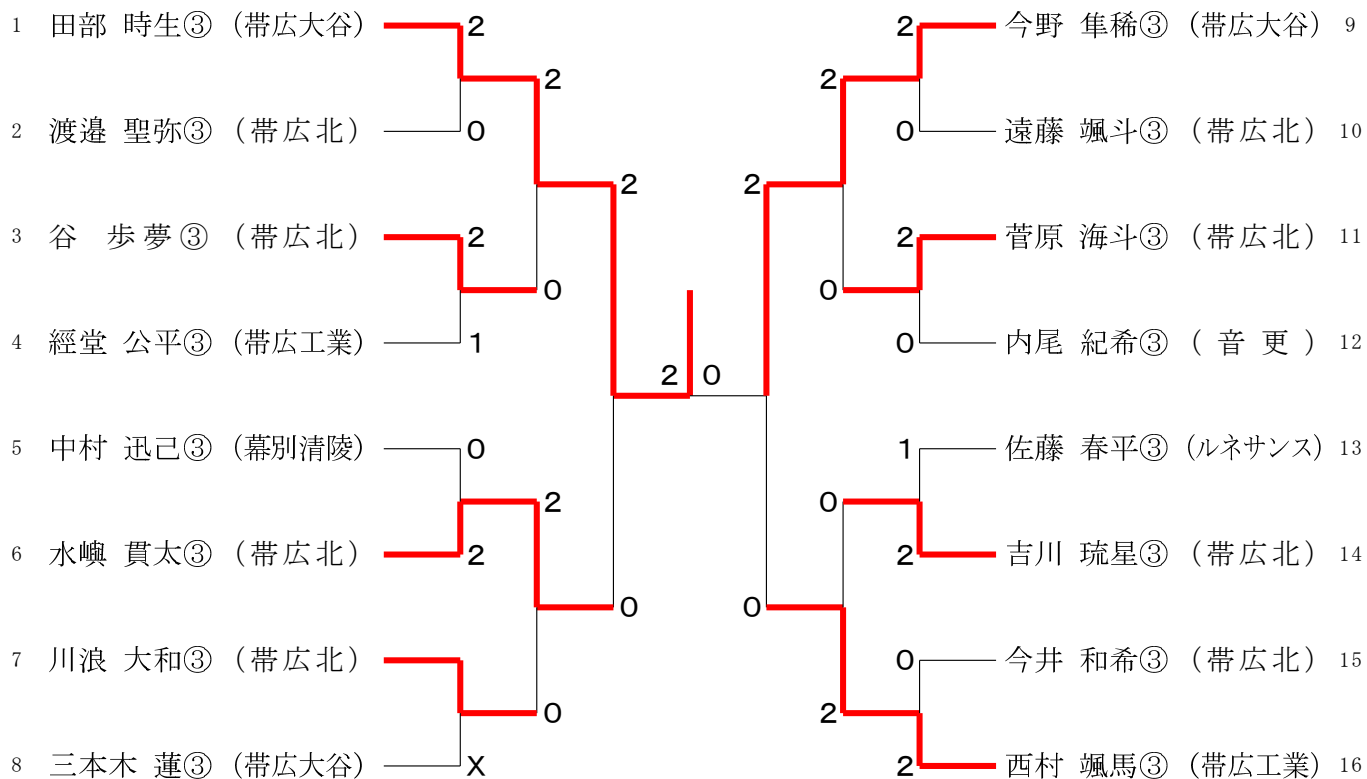 1 田部 時生③ (帯広大谷) 2
2 渡邉 聖弥③ (帯広北) 0
2
3 谷 歩夢③ (帯広北) 2
4 經堂 公平③ (帯広工業) 1
0
2
5 中村 迅己③ (幕別清陵) 0
6 水嶼 貫太③ (帯広北) 2
2
7 川浪 大和③ (帯広北)
8 三本木 蓮③ (帯広大谷) X
0
0
2 0
2 今野 隼稀③ (帯広大谷) 9
0 遠藤 颯斗③ (帯広北) 10
2
2 菅原 海斗③ (帯広北) 11
0 内尾 紀希③ (音更) 12
0
2
1 佐藤 春平③ (ルネサンス) 13
2 吉川 琉星③ (帯広北) 14
0
0 今井 和希③ (帯広北) 15
2 西村 颯馬③ (帯広工業) 16
2
0